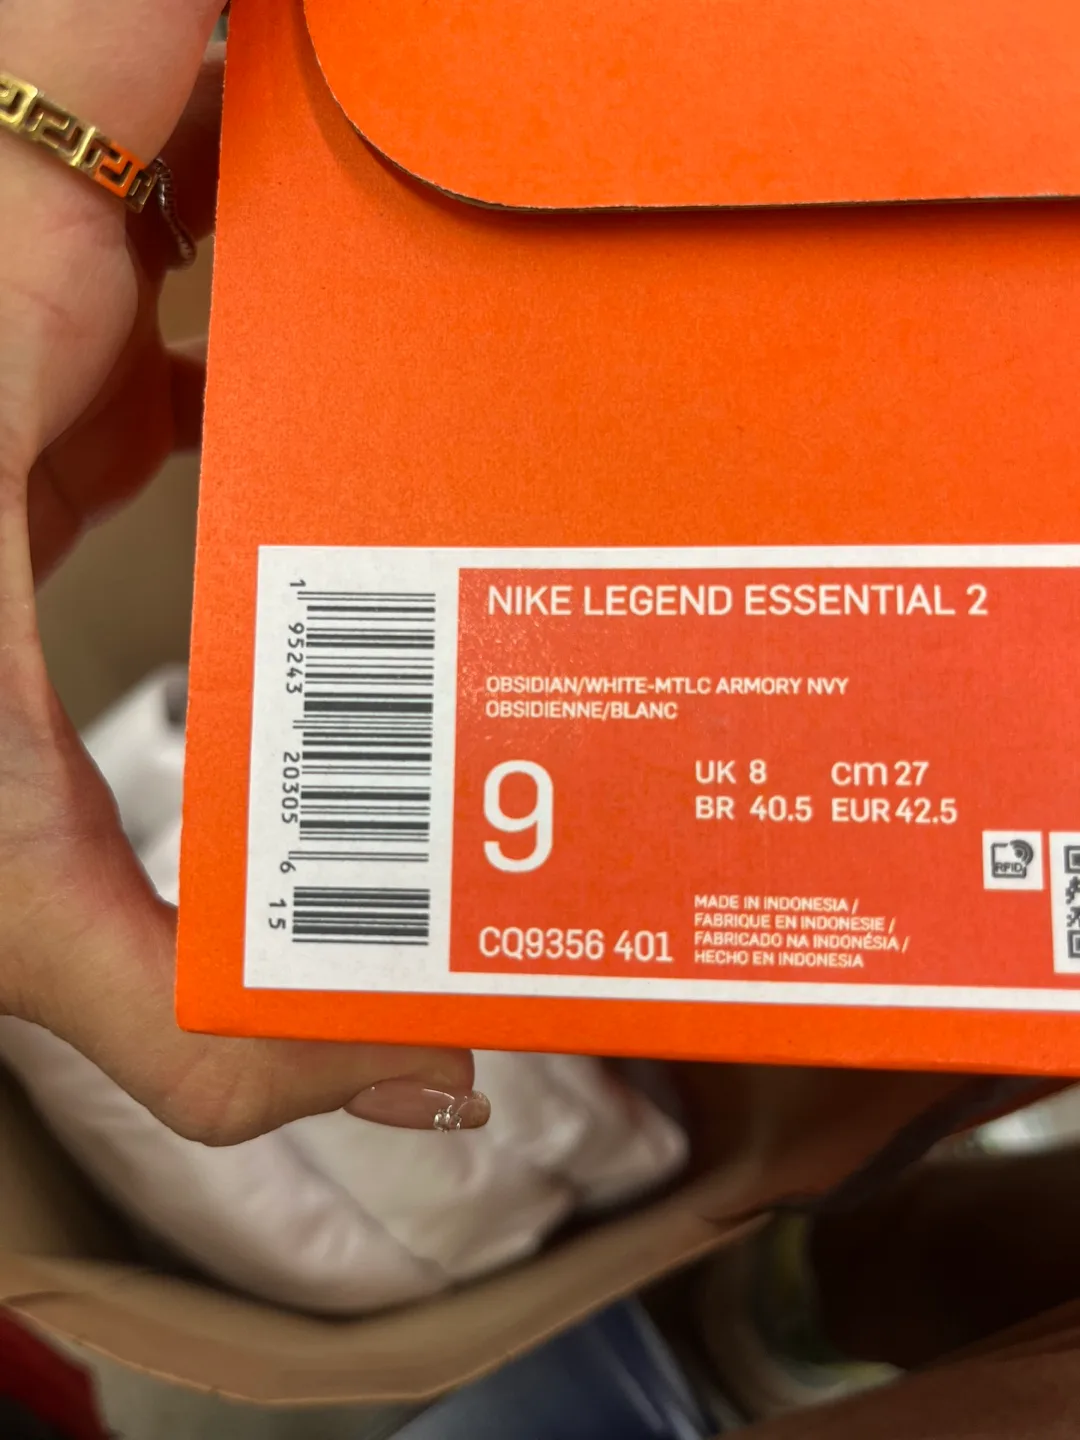 NIKE LEGEND ESSENTIAL 2
OBSIDIAN/WHITE-MTLC ARMORY NVY
OBSIDIENNE/BLANC
9
UK 8 cm 27
BR 40.5 EUR 42.5
CQ9356 401
MADE IN INDONESIA /
FABRIQUE EN INDONESIE /
FABRICADO NA INDONÉSIA /
HECHO EN INDONESIA
RFID
1 95243 20305 6 15